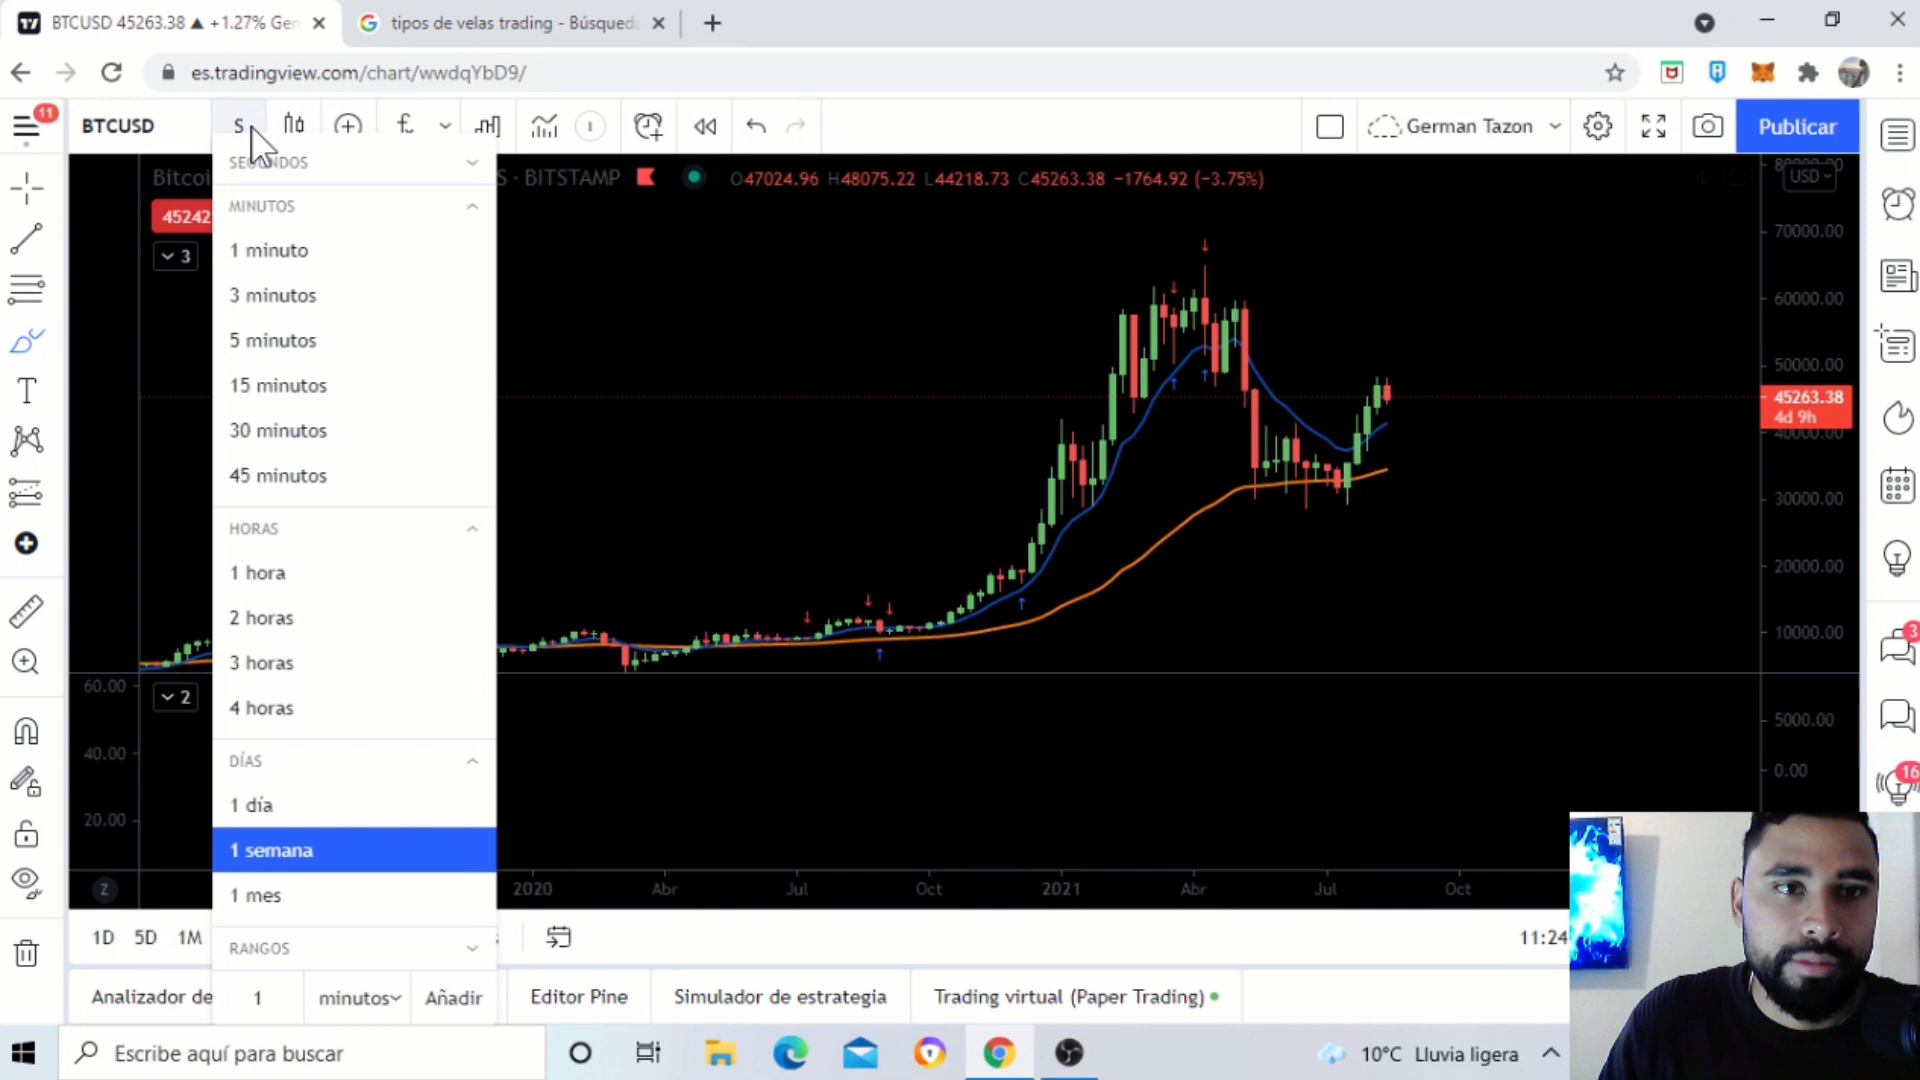 BTCUSD 45263.38 ▲ +1.27% Ger
tipos de velas trading - Búsqued
es.tradingview.com/chart/wwdqYbD9/
11
BTCUSD
S
German Tazon
Publicar
Bitcoi
S · BITSTAMP
O47024.96 H48075.22 L44218.73 C45263.38 −1764.92 (−3.75%)
USD
45242
3
SEGUNDOS
MINUTOS
1 minuto
3 minutos
5 minutos
15 minutos
30 minutos
45 minutos
HORAS
1 hora
2 horas
3 horas
4 horas
DÍAS
1 día
1 semana
1 mes
RANGOS
1
minutos
Añadir
80000.00
70000.00
60000.00
50000.00
45263.38
4d 9h
40000.00
30000.00
20000.00
10000.00
5000.00
0.00
60.00
2
40.00
20.00
Z
2020
Abr
Jul
Oct
2021
Abr
Jul
Oct
3
16
1D 5D 1M
11:24
Analizador de
Editor Pine
Simulador de estrategia
Trading virtual (Paper Trading)
Escribe aquí para buscar
10°C Lluvia ligera